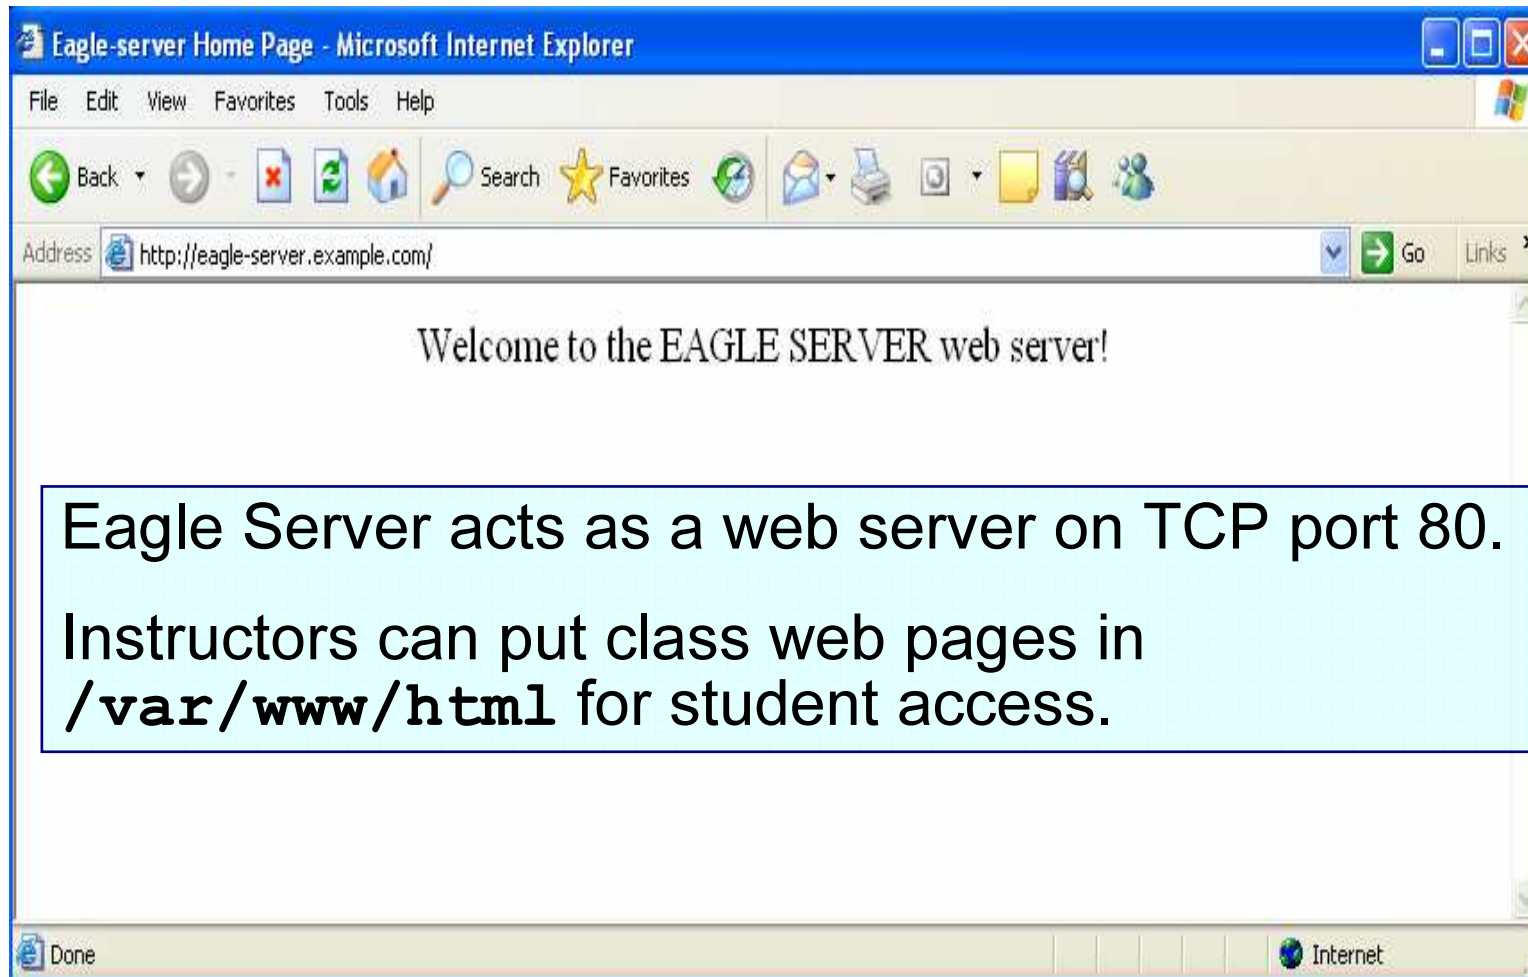 Eagle-server Home Page - Microsoft Internet Explorer
File Edit View Favorites Tools Help
Back Search Favorites
Address http://eagle-server.example.com/ Go Links
Welcome to the EAGLE SERVER web server!
Eagle Server acts as a web server on TCP port 80.
Instructors can put class web pages in
/var/www/html for student access.
Done Internet